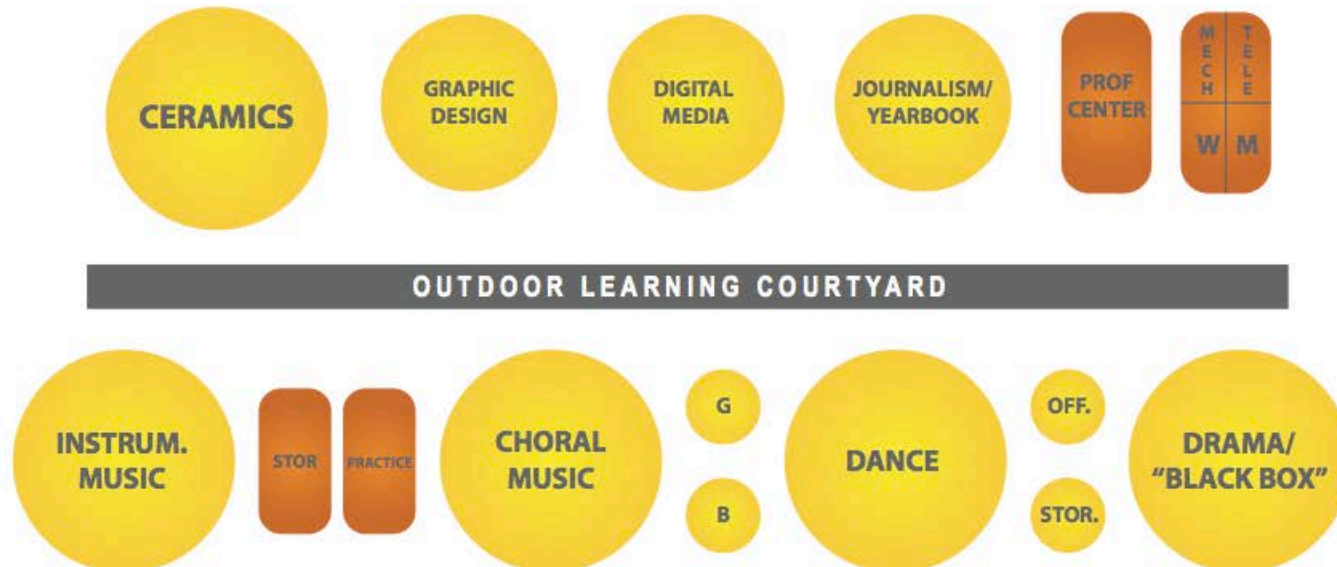 CERAMICS
GRAPHIC
DESIGN
DIGITAL
MEDIA
JOURNALISM/
YEARBOOK
PROF
CENTER
MECH
TELE
W
M
OUTDOOR LEARNING COURTYARD
INSTRUM.
MUSIC
STOR
PRACTICE
CHORAL
MUSIC
G
B
DANCE
OFF.
STOR.
DRAMA/
“BLACK BOX”